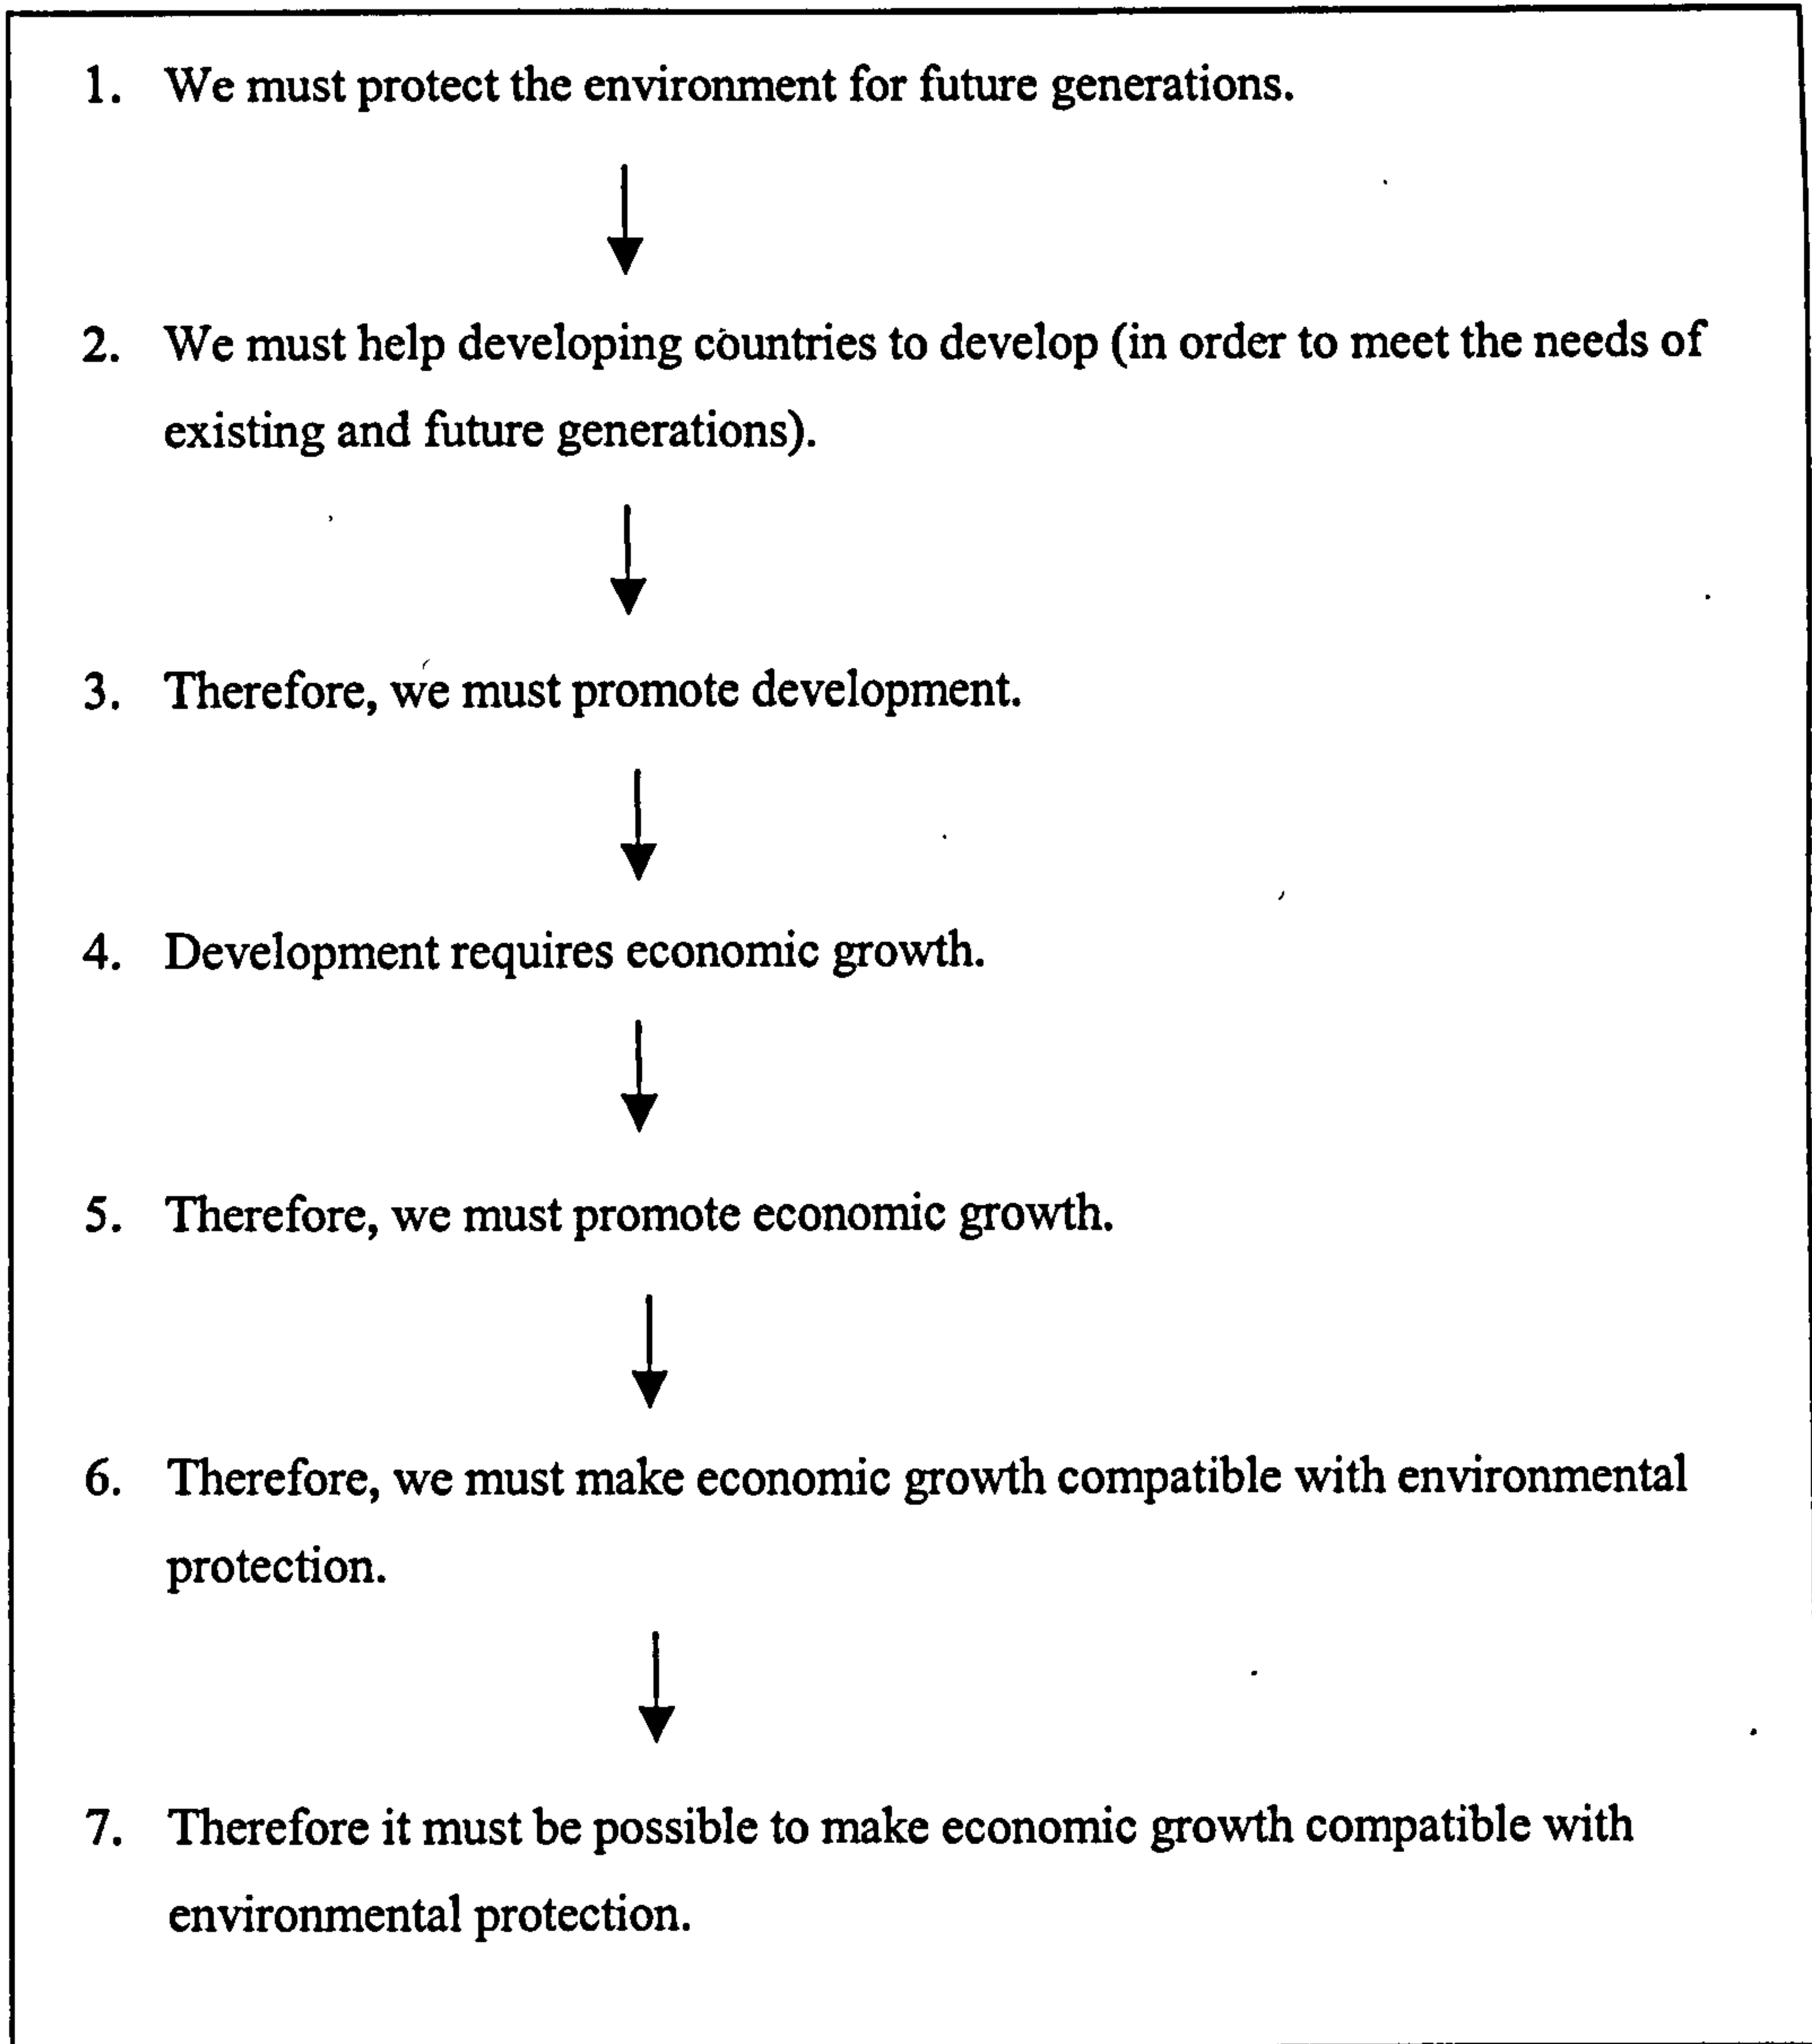 1. We must protect the environment for future generations.
2. We must help developing countries to develop (in order to meet the needs of
existing and future generations).
3. Therefore, we must promote development.
4. Development requires economic growth.
5. Therefore, we must promote economic growth.
6. Therefore, we must make economic growth compatible with environmental
protection.
7. Therefore it must be possible to make economic growth compatible with
environmental protection.